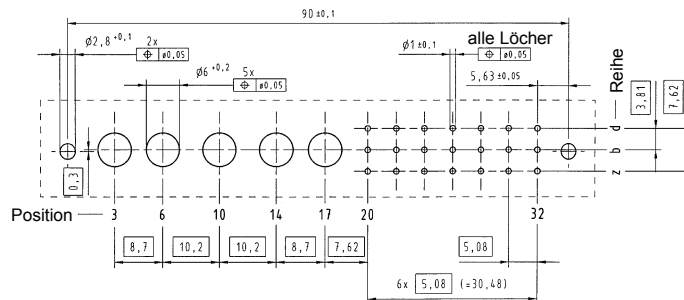 90 ±0,1
Ø2,8 +0,1 2x
⌖ ø0,05
Ø6 +0,2 5x
⌖ ø0,05
Ø1 ±0,1 alle Löcher
⌖ ø0,05
5,63 ±0,05
Reihe
3,81
7,62
d
b
z
0,3
Position 3 6 10 14 17 20 32
8,7 10,2 10,2 8,7 7,62 5,08
6x 5,08 (=30,48)